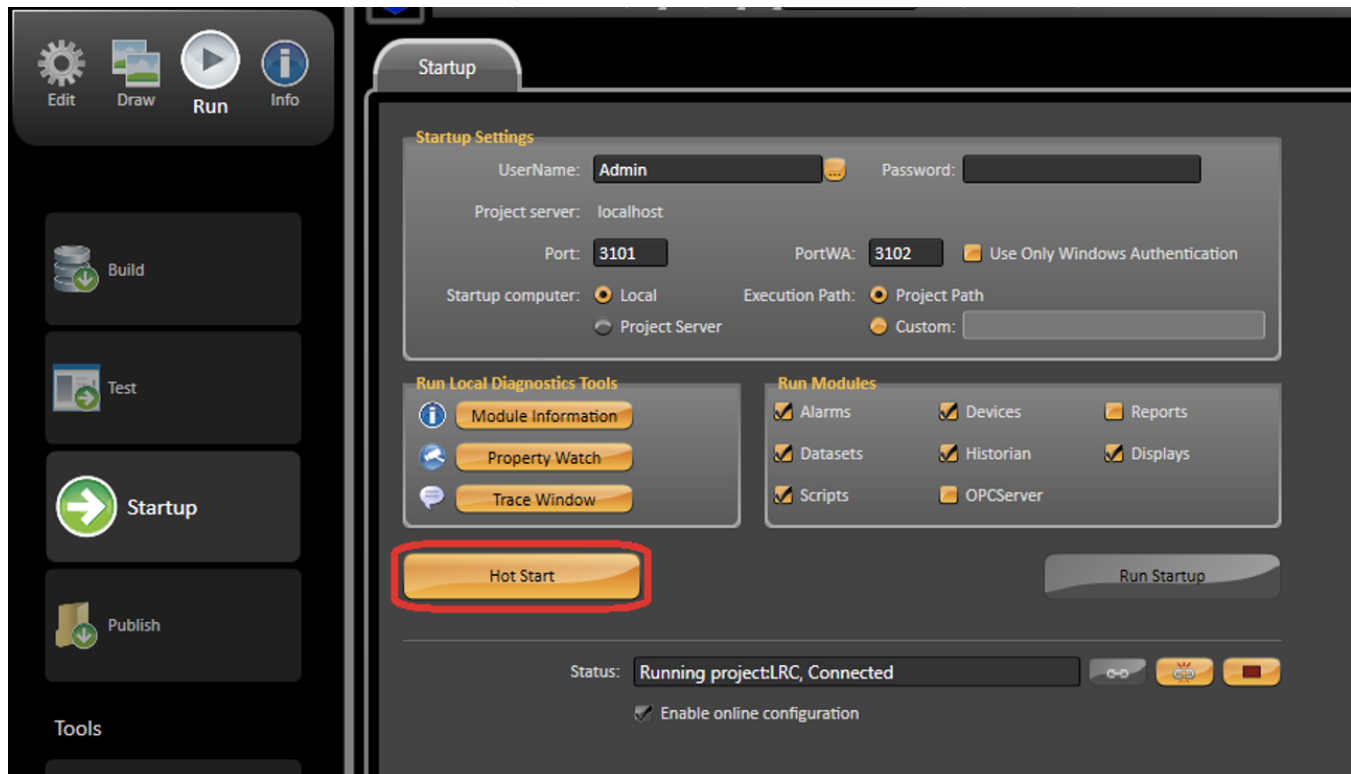 Edit Draw Run Info
Startup
Startup Settings
UserName: Admin ... Password:
Project server: localhost
Port: 3101 PortWA: 3102 Use Only Windows Authentication
Startup computer: Local Execution Path: Project Path
Project Server Custom:
Run Local Diagnostics Tools Run Modules
Module Information Alarms Devices Reports
Property Watch Datasets Historian Displays
Trace Window Scripts OPCServer
Hot Start Run Startup
Status: Running project:LRC, Connected
Enable online configuration
Build
Test
Startup
Publish
Tools